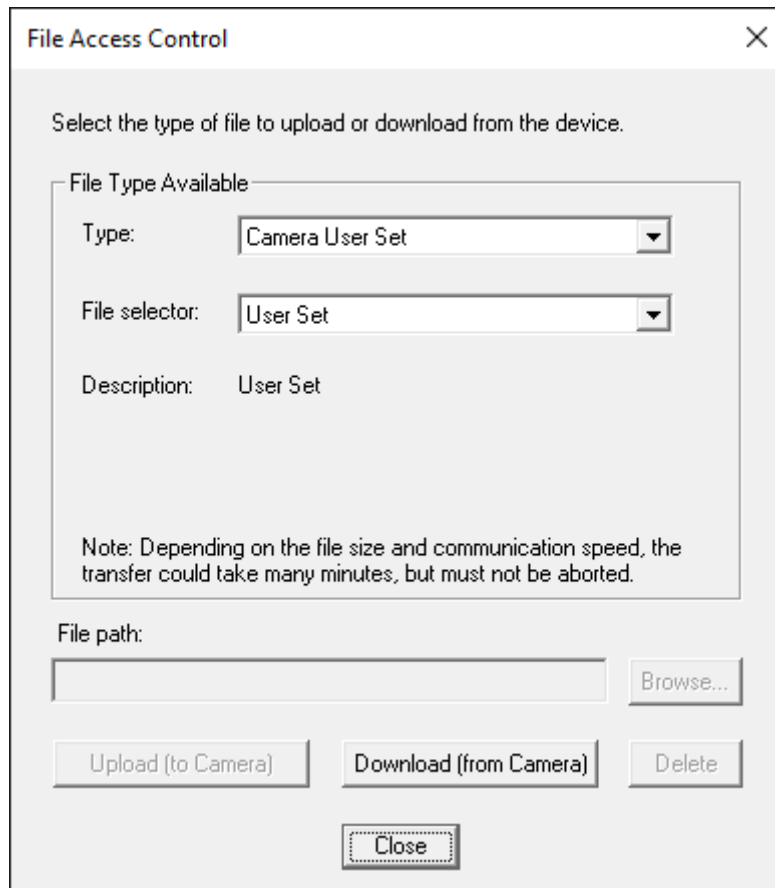 File Access Control
Select the type of file to upload or download from the device.
File Type Available
Type: Camera User Set
File selector: User Set
Description: User Set
Note: Depending on the file size and communication speed, the
transfer could take many minutes, but must not be aborted.
File path:
Browse...
Upload (to Camera) Download (from Camera) Delete
Close